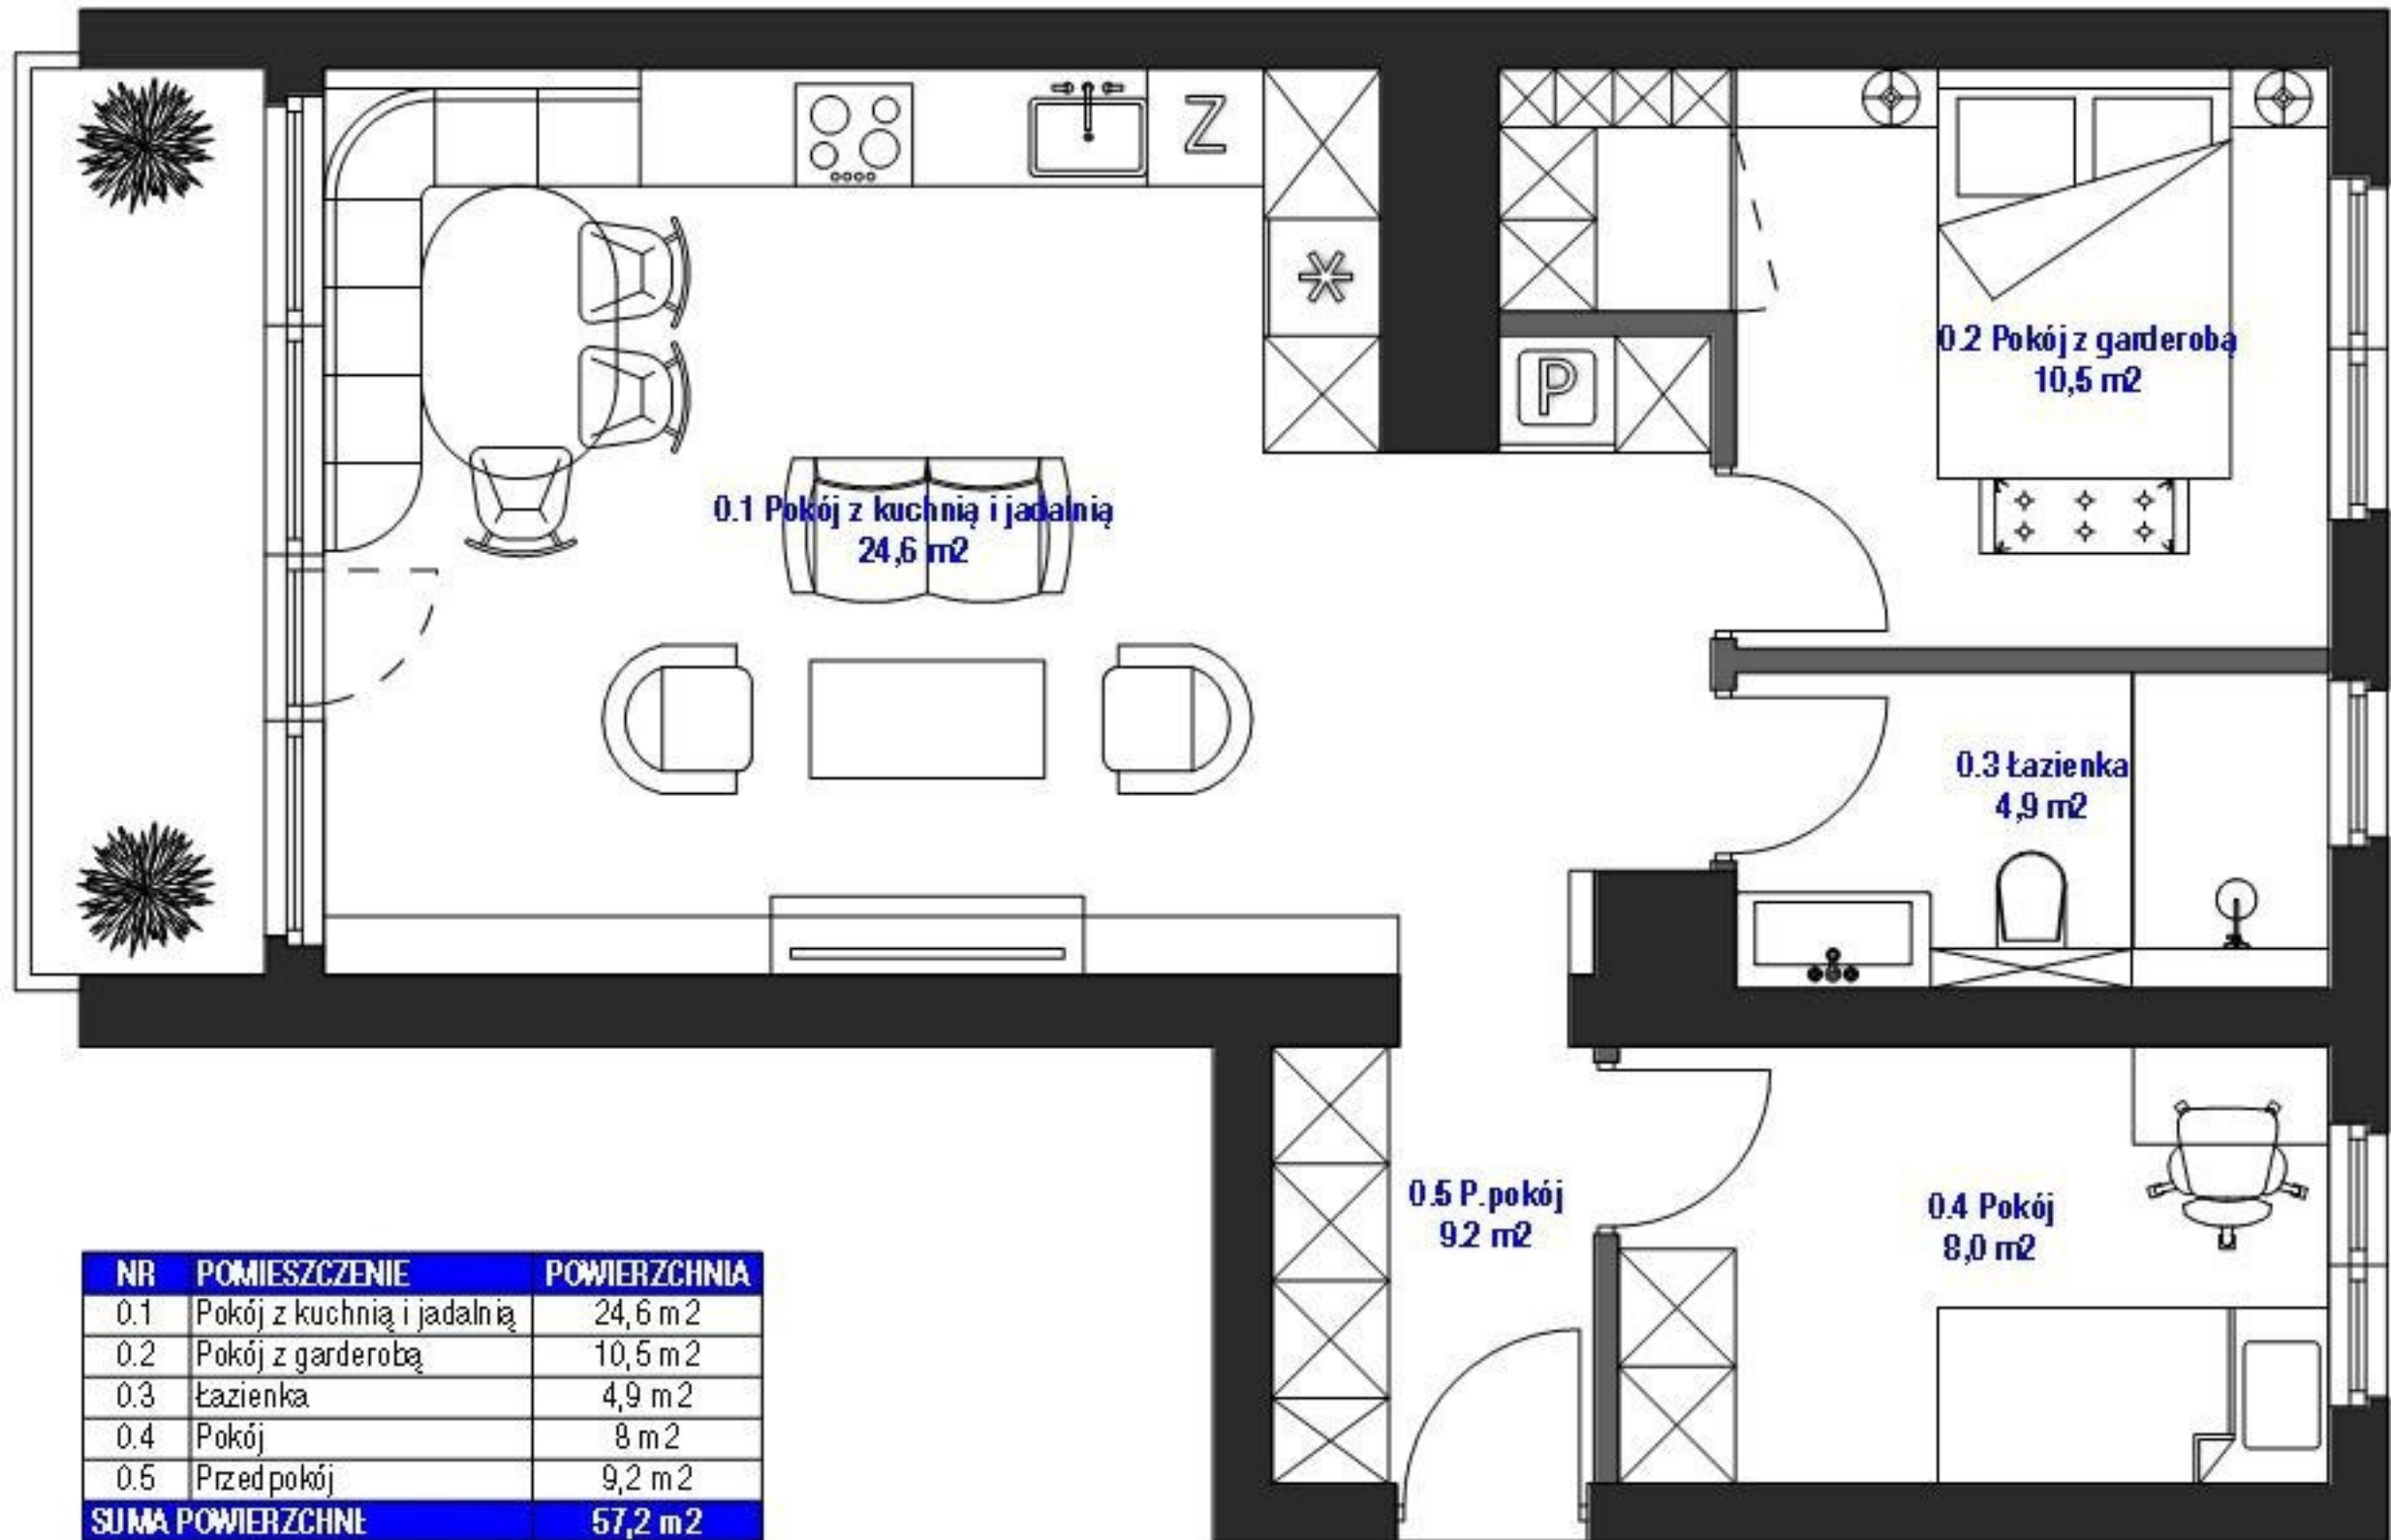 Z
P
0.2 Pokój z garderobą
10,5 m2
0.1 Pokój z kuchnią i jadalnią
24,6 m2
0.3 Łazienka
4,9 m2
0.5 P.pokój
9.2 m2
0.4 Pokój
8,0 m2
NR POMIESZCZENIE POWIERZCHNIA
0.1 Pokój z kuchnią i jadalnią 24,6 m2
0.2 Pokój z garderobą 10,5 m2
0.3 Łazienka 4,9 m2
0.4 Pokój 8 m2
0.5 Przedpokój 9,2 m2
SUMA POWIERZCHNI: 57,2 m2